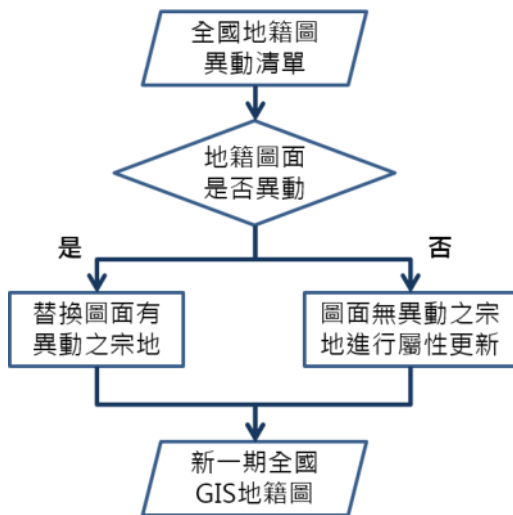 全國地籍圖
異動清單
地籍圖面
是否異動
是
否
替換圖面有
異動之宗地
圖面無異動之宗
地進行屬性更新
新一期全國
GIS地籍圖